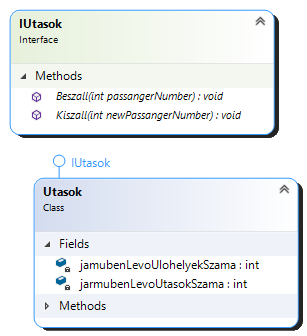 IUtasok
Interface
Methods
Beszall(int passangerNumber) : void
Kiszall(int newPassangerNumber) : void
IUtasok
Utasok
Class
Fields
jamubenLevoUlohelyekSzama : int
jarmubenLevoUtasokSzama : int
Methods